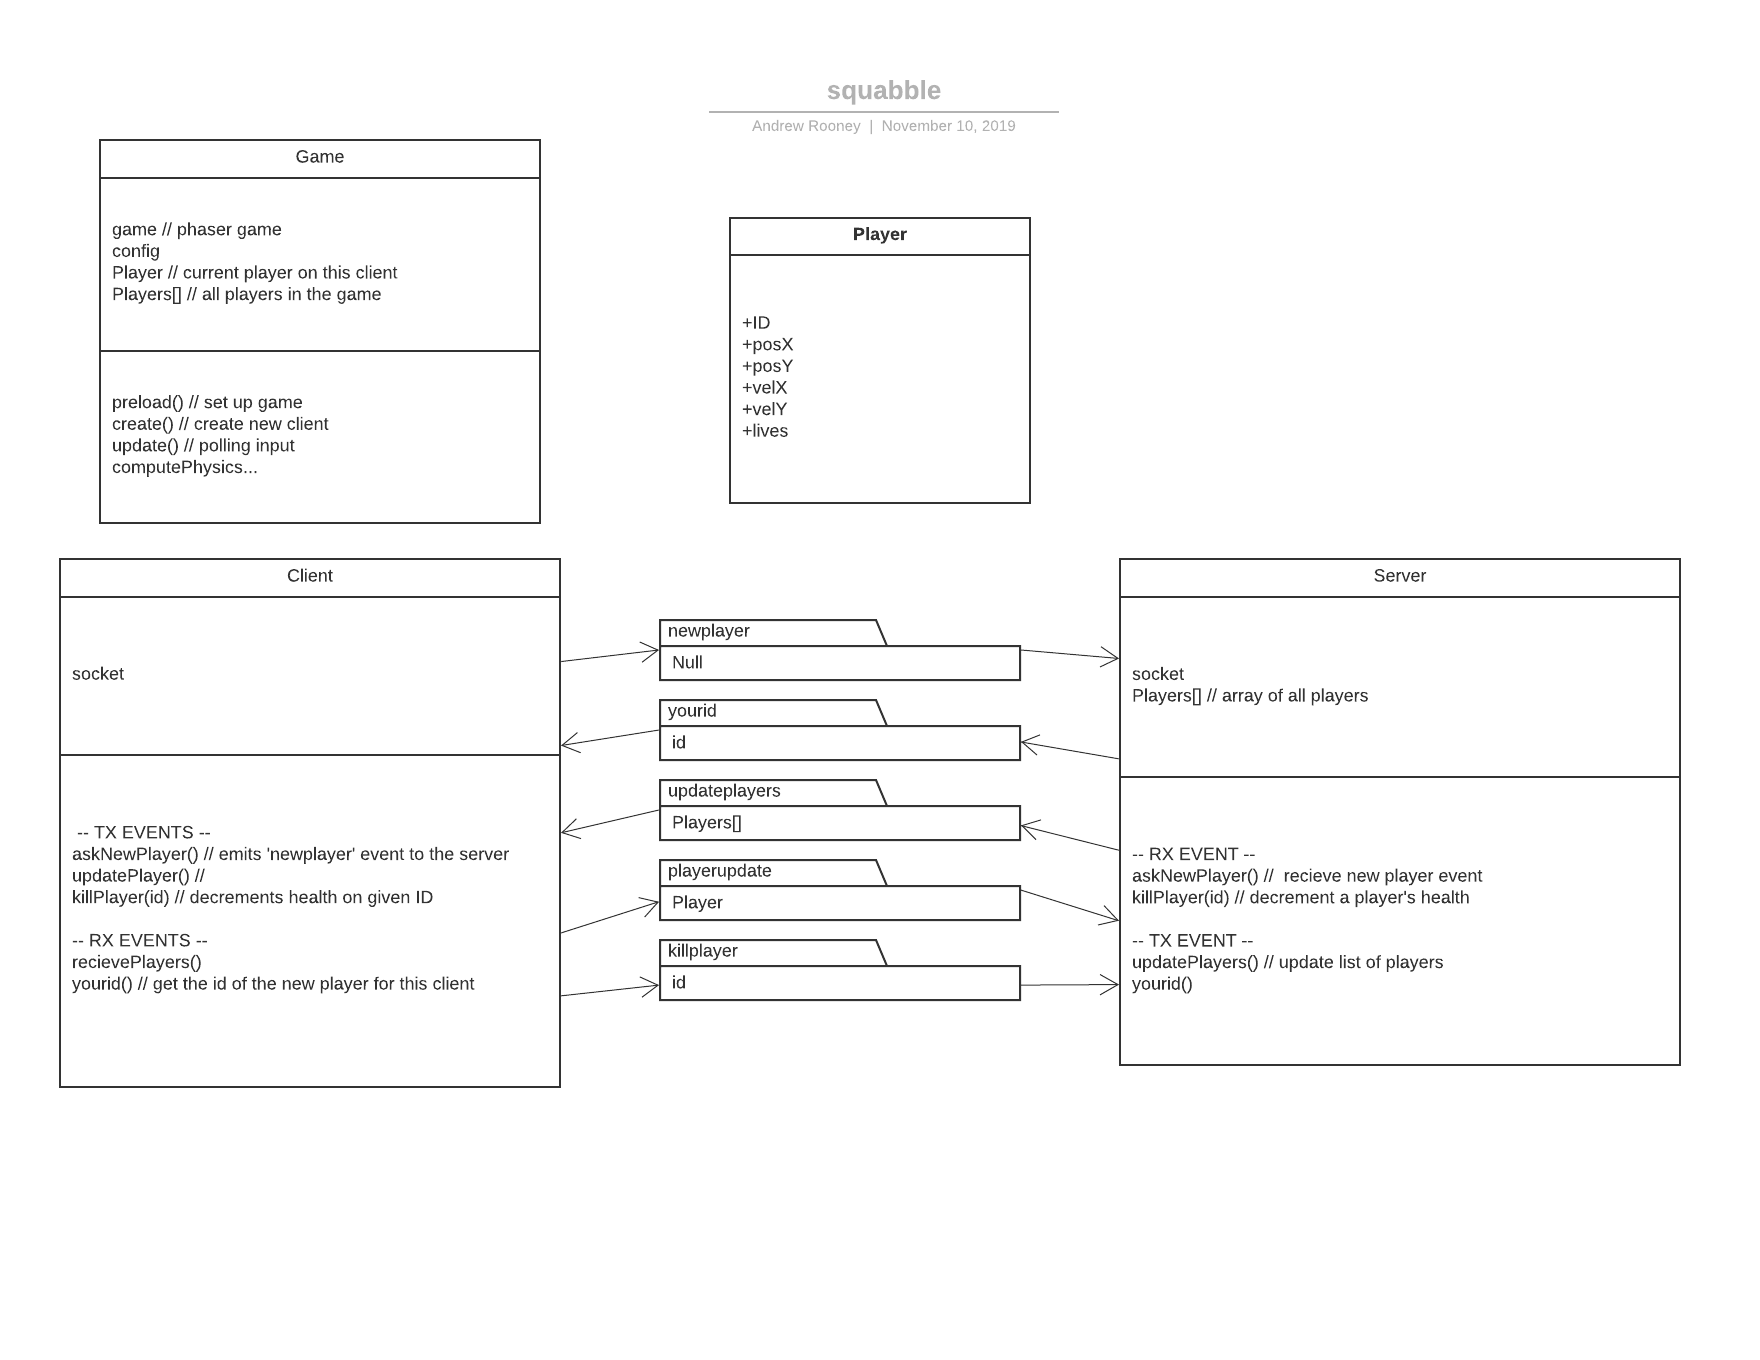 squabble
Andrew Rooney | November 10, 2019
Game
game // phaser game
config
Player // current player on this client
Players[] // all players in the game
preload() // set up game
create() // create new client
update() // polling input
computePhysics...
Player
+ID
+posX
+posY
+velX
+velY
+lives
Client
socket
-- TX EVENTS --
askNewPlayer() // emits 'newplayer' event to the server
updatePlayer() //
killPlayer(id) // decrements health on given ID
-- RX EVENTS --
recievePlayers()
yourid() // get the id of the new player for this client
newplayer
Null
yourid
id
updateplayers
Players[]
playerupdate
Player
killplayer
id
Server
socket
Players[] // array of all players
-- RX EVENT --
askNewPlayer() //  recieve new player event
killPlayer(id) // decrement a player's health
-- TX EVENT --
updatePlayers() // update list of players
yourid()